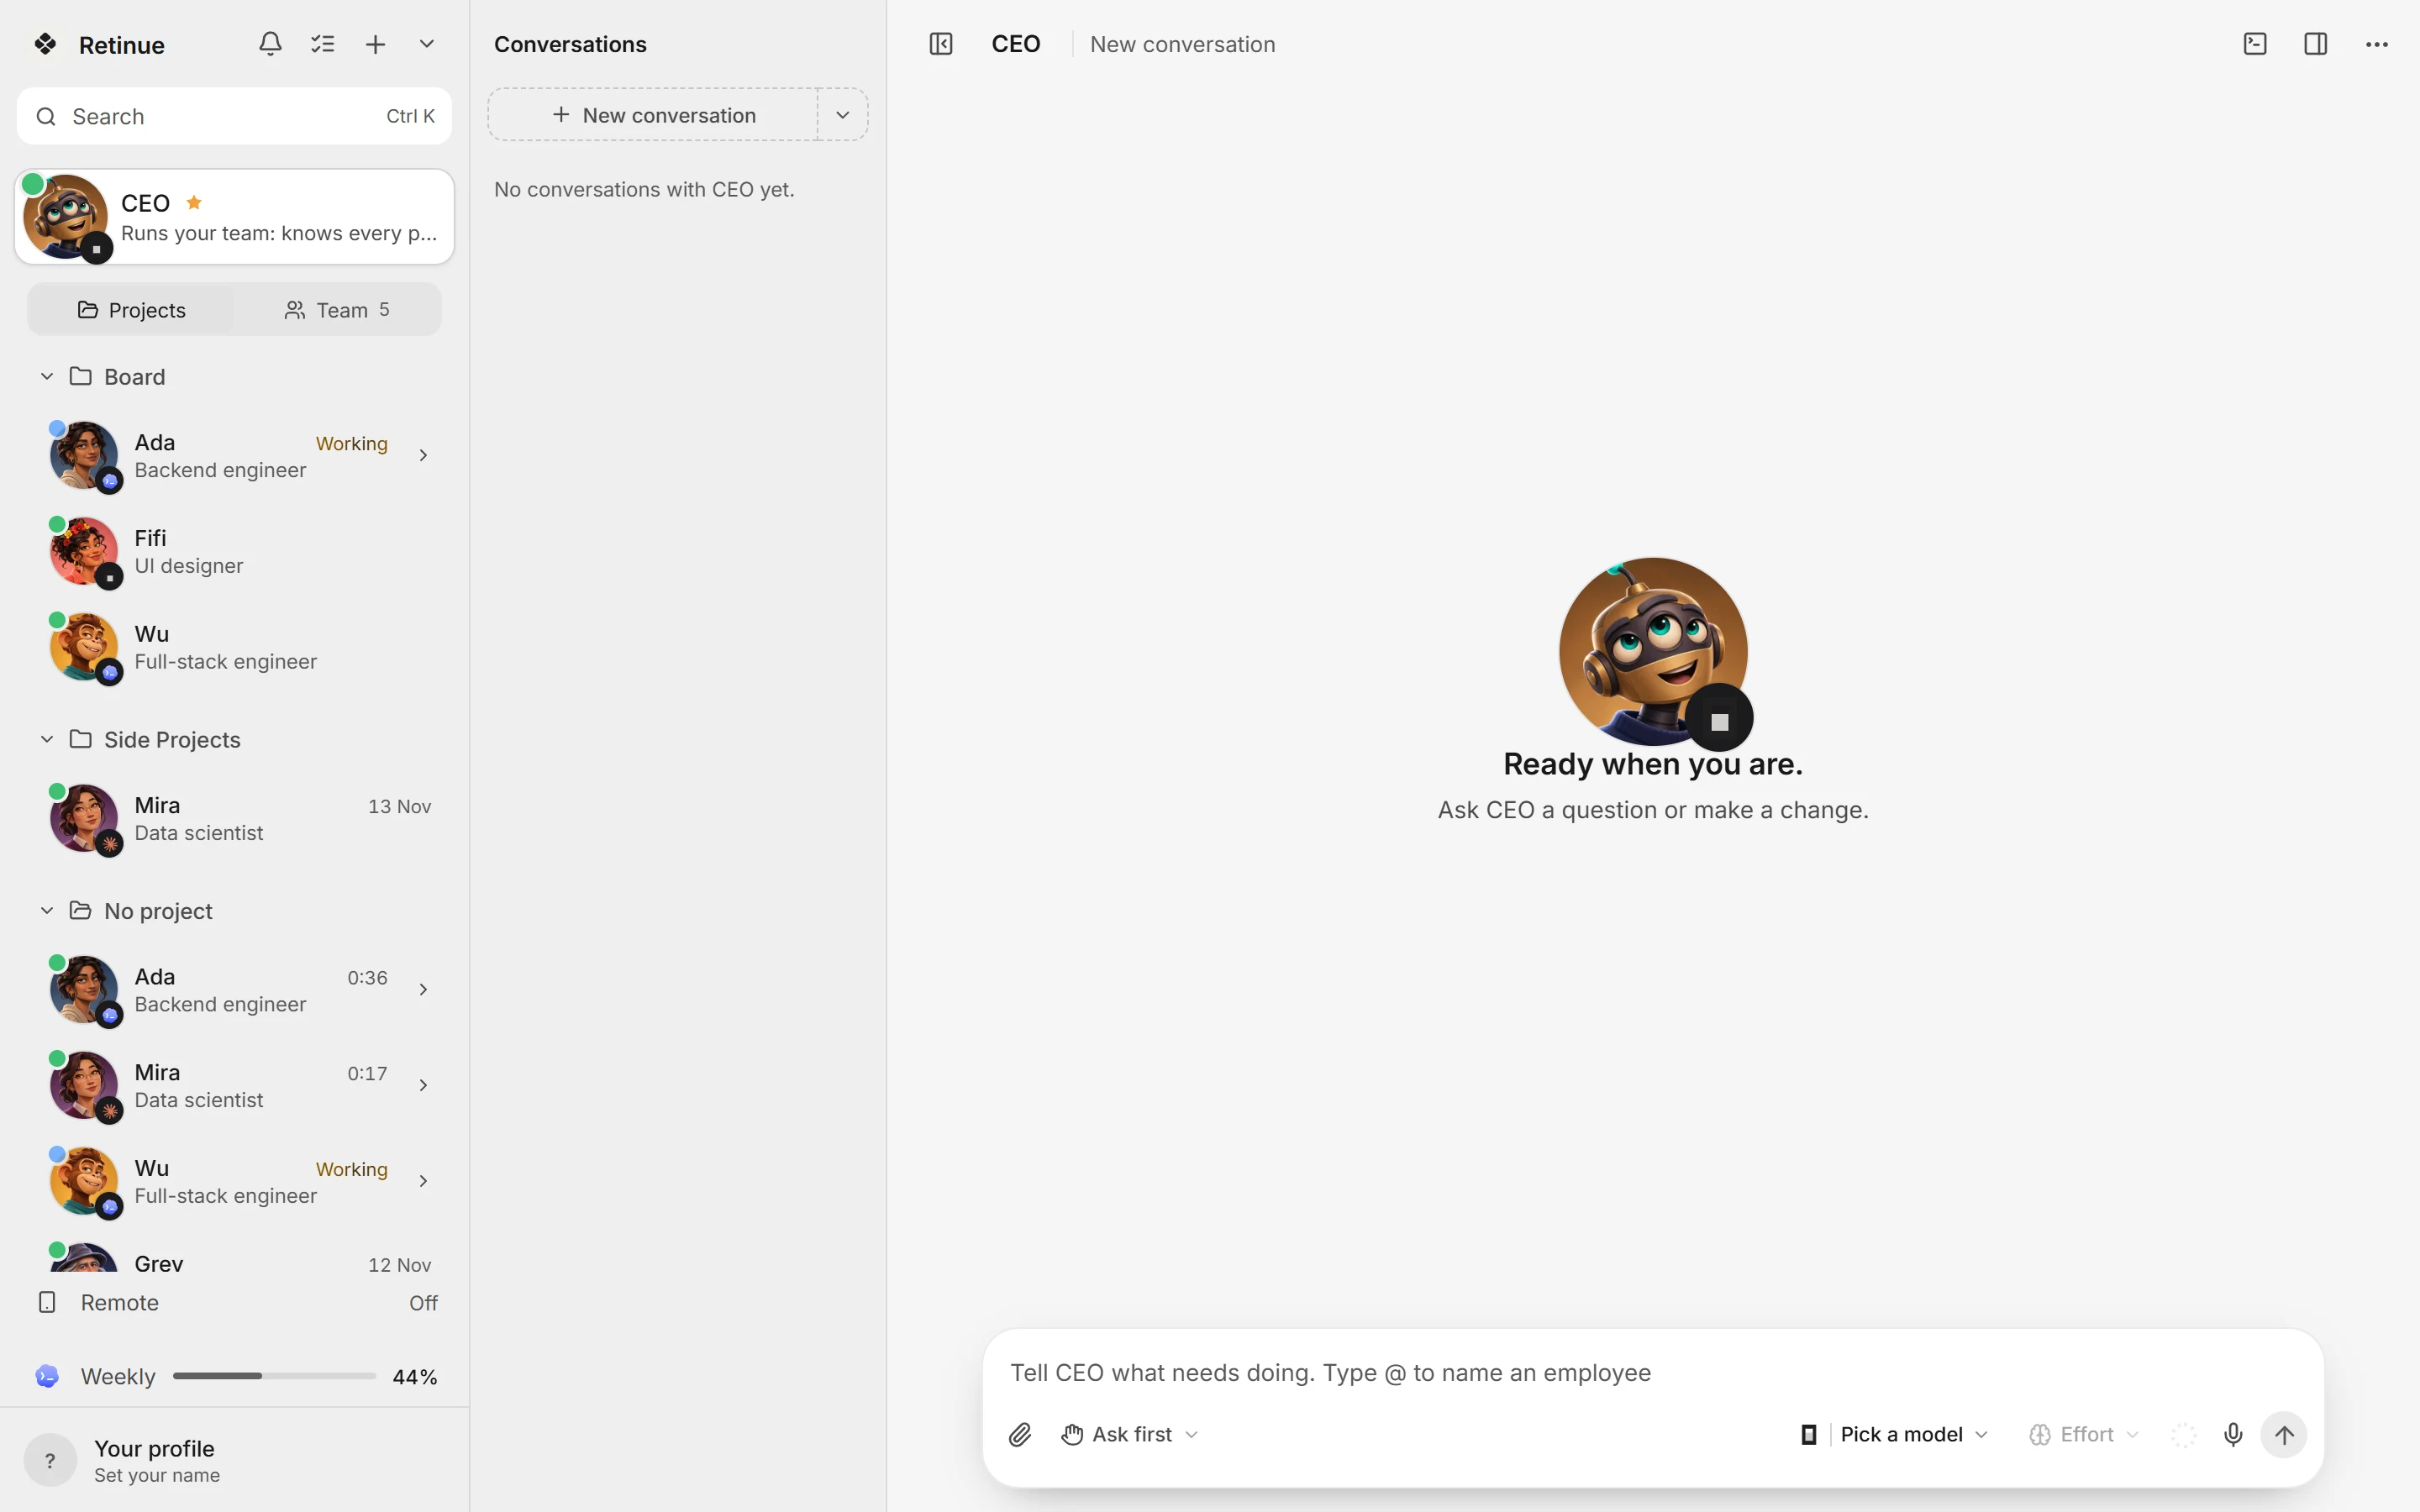 Retinue
Search
Ctrl K
CEO
Runs your team: knows every p...
Projects
Team 5
Board
Ada
Working
Backend engineer
Fifi
UI designer
Wu
Full-stack engineer
Side Projects
Mira
13 Nov
Data scientist
No project
Ada
0:36
Backend engineer
Mira
0:17
Data scientist
Wu
Working
Full-stack engineer
Grev
12 Nov
Remote
Off
Weekly
44%
?
Your profile
Set your name
Conversations
New conversation
No conversations with CEO yet.
CEO
New conversation
Ready when you are.
Ask CEO a question or make a change.
Tell CEO what needs doing. Type @ to name an employee
Ask first
Pick a model
Effort